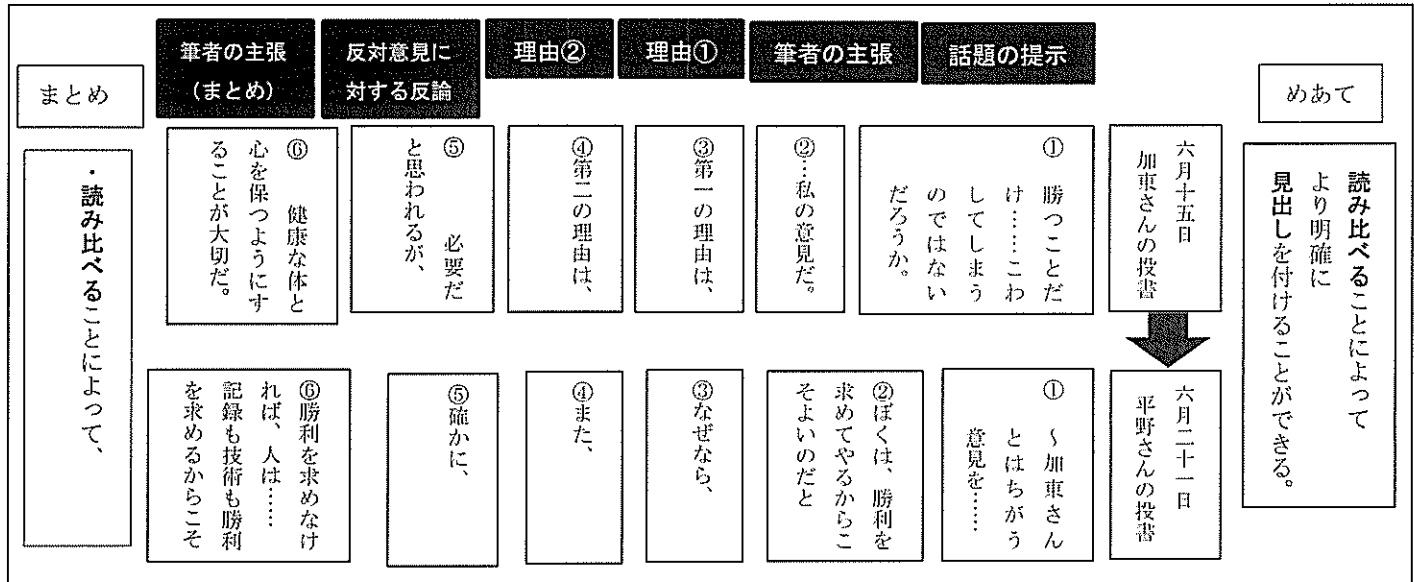 めあて
読み比べることによって
より明確に
見出しを付けることができる。
六月十五日
加東さんの投書
六月二十一日
平野さんの投書
話題の提示
① 勝つことだ
け……こわ
してしまう
のではない
だろうか。
① ～加東さん
とはちがう
意見を……
筆者の主張
②…私の意見だ。
②ぼくは、勝利を
求めてやるからこ
そよいのだと
理由①
③第一の理由は、
③なぜなら、
理由②
④第二の理由は、
④また、
反対意見に
対する反論
⑤ 必要だ
と思われるが、
⑤確かに、
筆者の主張
（まとめ）
⑥ 健康な体と
心を保つようにす
ることが大切だ。
⑥勝利を求めなけ
れば、人は……
記録も技術も勝利
を求めるからこそ
まとめ
・読み比べることによって、